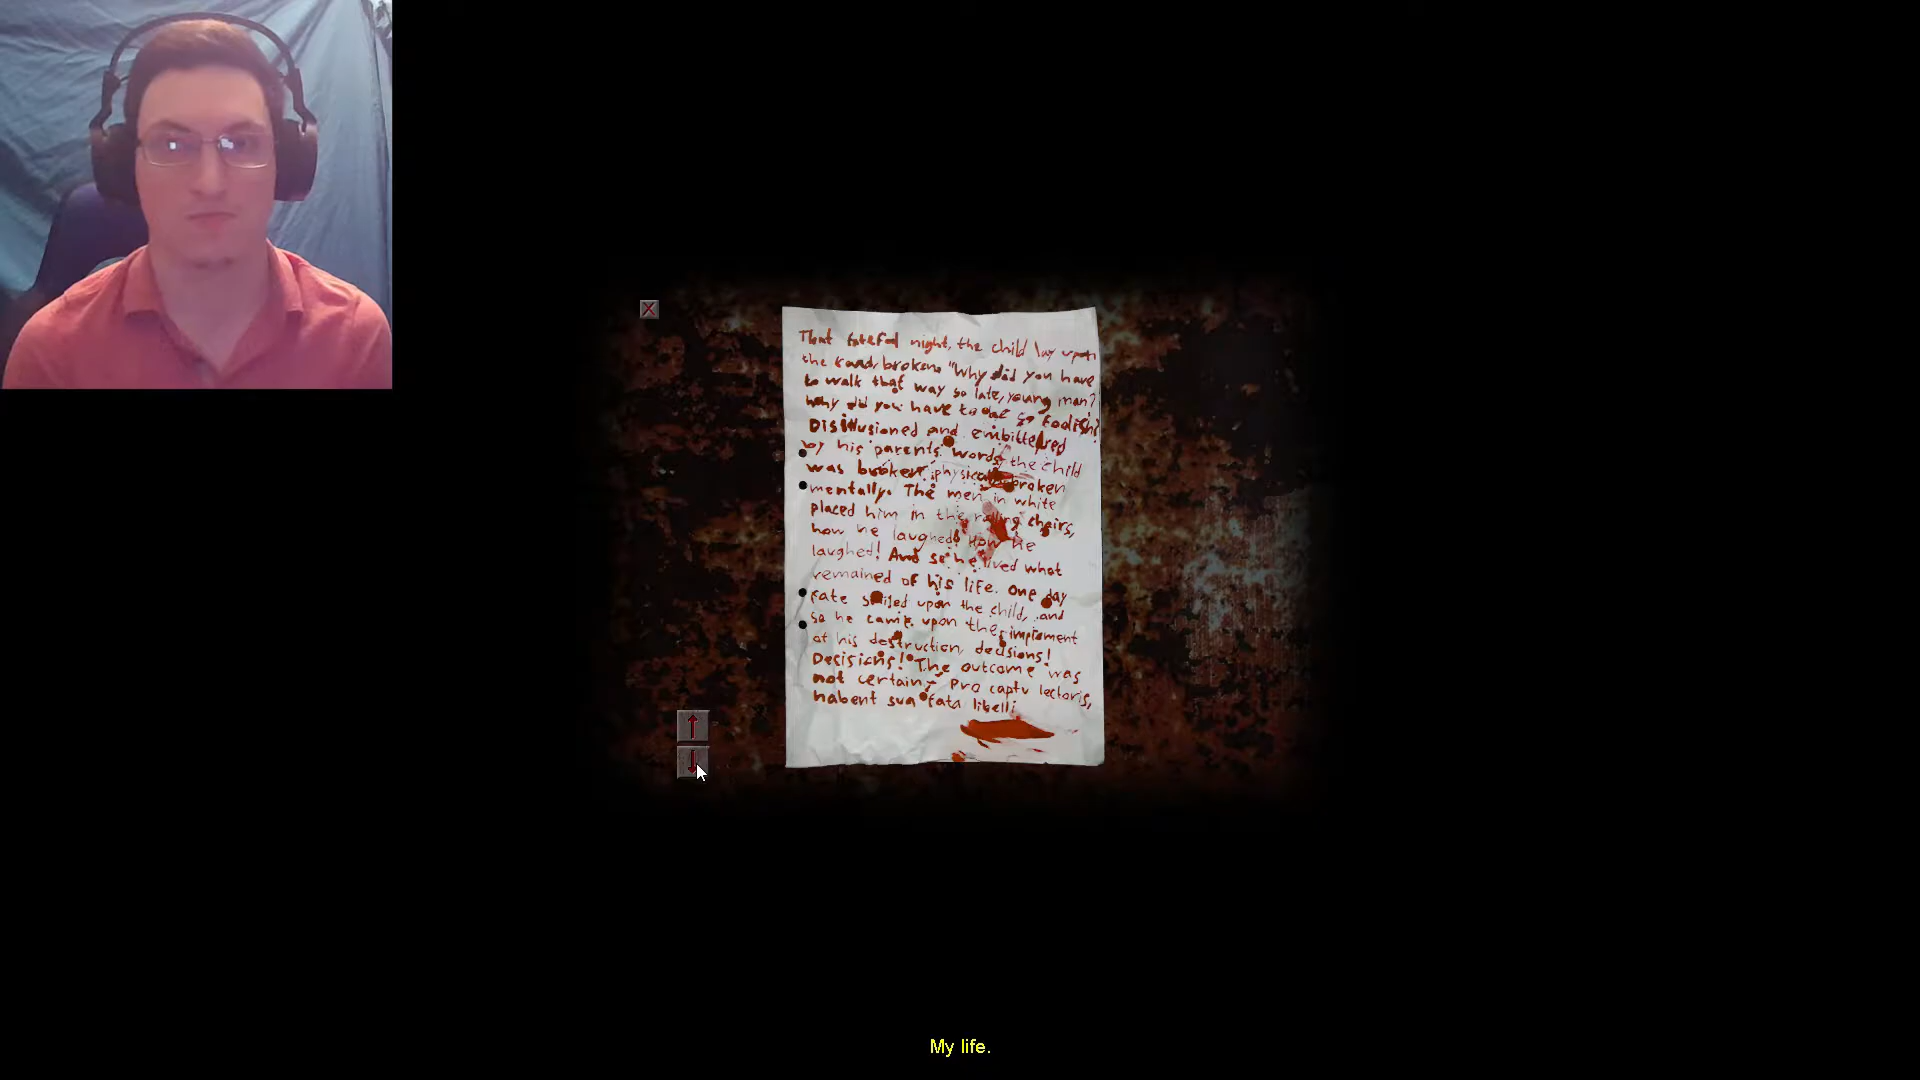 That fateful night, the child lay upon
the road, broken. "Why did you have
to walk that way so late, young man?
Why did you have to be so foolish?
Disillusioned and embittered
by his parents words, the child
was broken, physically broken
mentally. The men in white
placed him in the rolling chairs,
how he laughed! How he
laughed! And so he lived what
remained of his life. One day
fate smiled upon the child, and
so he came upon the implement
of his destruction, decisions!
Decisions! The outcome was
not certain - Pro captu lectoris,
habent sua fata libelli
My life.